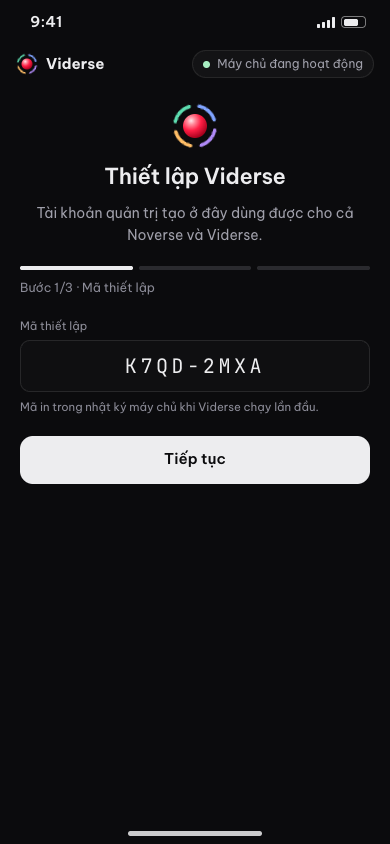 9:41
Viderse
Máy chủ đang hoạt động
Thiết lập Viderse
Tài khoản quản trị tạo ở đây dùng được cho cả
Noverse và Viderse.
Bước 1/3 · Mã thiết lập
Mã thiết lập
K7QD-2MXA
Mã in trong nhật ký máy chủ khi Viderse chạy lần đầu.
Tiếp tục